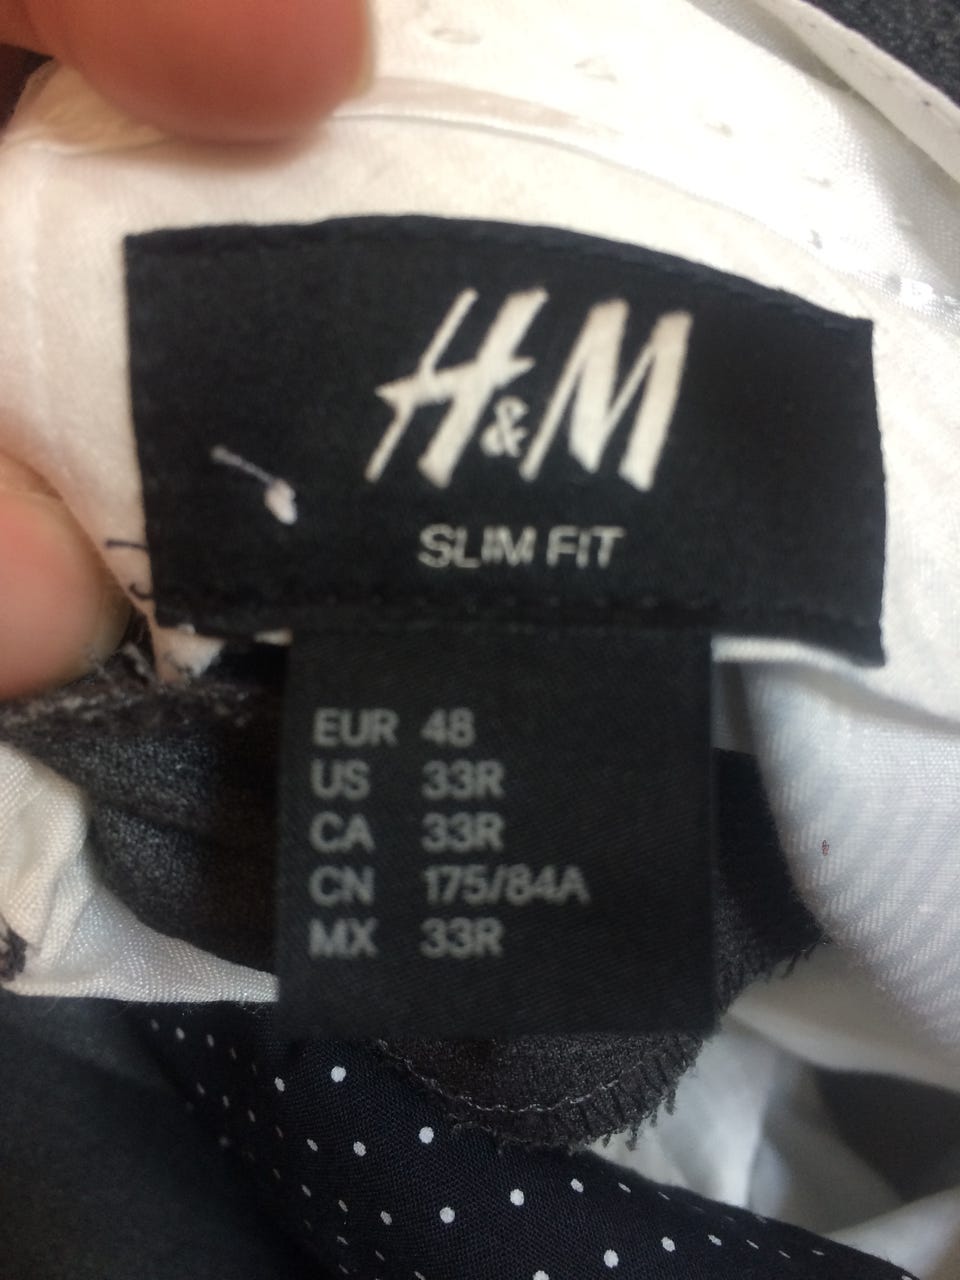 H&M
SLIM FIT
EUR 48
US 33R
CA 33R
CN 175/84A
MX 33R